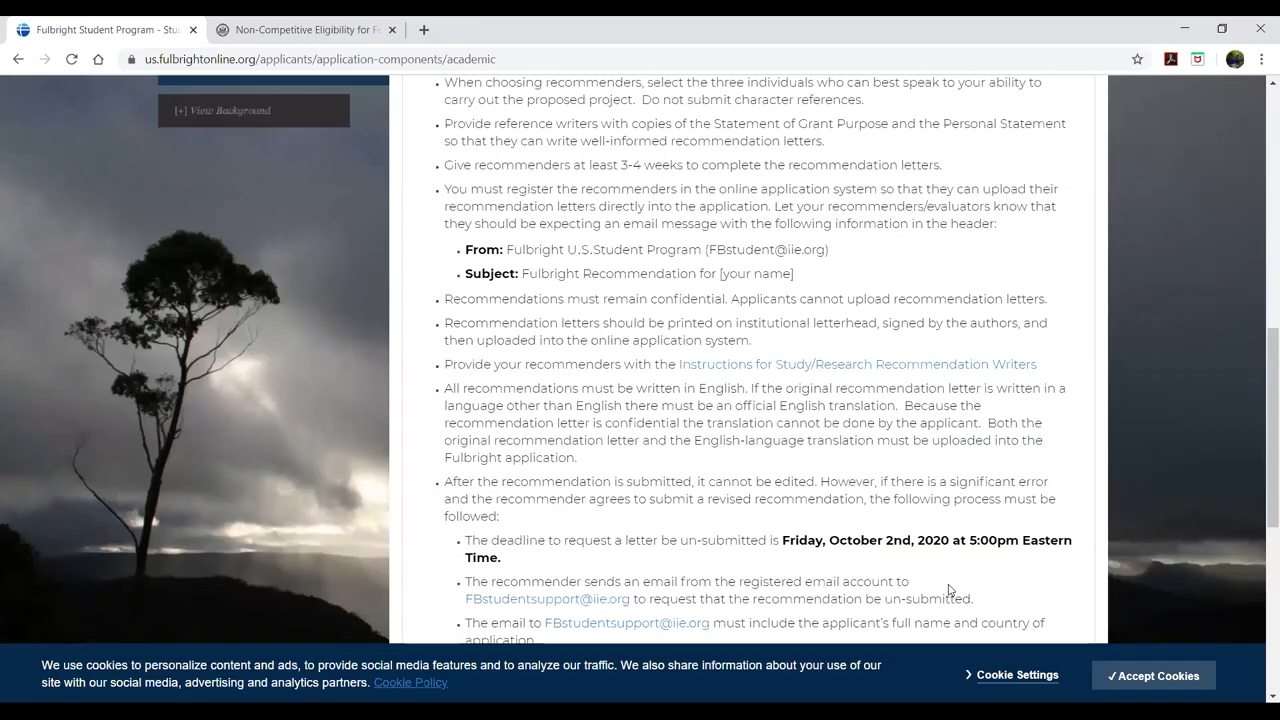 Fulbright Student Program - Stu
Non-Competitive Eligibility for F
us.fulbrightonline.org/applicants/application-components/academic
[+] View Background
When choosing recommenders, select the three individuals who can best speak to your ability to
carry out the proposed project. Do not submit character references.
Provide reference writers with copies of the Statement of Grant Purpose and the Personal Statement
so that they can write well-informed recommendation letters.
Give recommenders at least 3-4 weeks to complete the recommendation letters.
You must register the recommenders in the online application system so that they can upload their
recommendation letters directly into the application. Let your recommenders/evaluators know that
they should be expecting an email message with the following information in the header:
From: Fulbright U.S.Student Program (FBstudent@iie.org)
Subject: Fulbright Recommendation for [your name]
Recommendations must remain confidential. Applicants cannot upload recommendation letters.
Recommendation letters should be printed on institutional letterhead, signed by the authors, and
then uploaded into the online application system.
Provide your recommenders with the Instructions for Study/Research Recommendation Writers
All recommendations must be written in English. If the original recommendation letter is written in a
language other than English there must be an official English translation. Because the
recommendation letter is confidential the translation cannot be done by the applicant. Both the
original recommendation letter and the English-language translation must be uploaded into the
Fulbright application.
After the recommendation is submitted, it cannot be edited. However, if there is a significant error
and the recommender agrees to submit a revised recommendation, the following process must be
followed:
The deadline to request a letter be un-submitted is Friday, October 2nd, 2020 at 5:00pm Eastern
Time.
The recommender sends an email from the registered email account to
FBstudentsupport@iie.org to request that the recommendation be un-submitted.
The email to FBstudentsupport@iie.org must include the applicant's full name and country of
application.
We use cookies to personalize content and ads, to provide social media features and to analyze our traffic. We also share information about your use of
our site with our social media, advertising and analytics partners. Cookie Policy
Cookie Settings
✓Accept Cookies